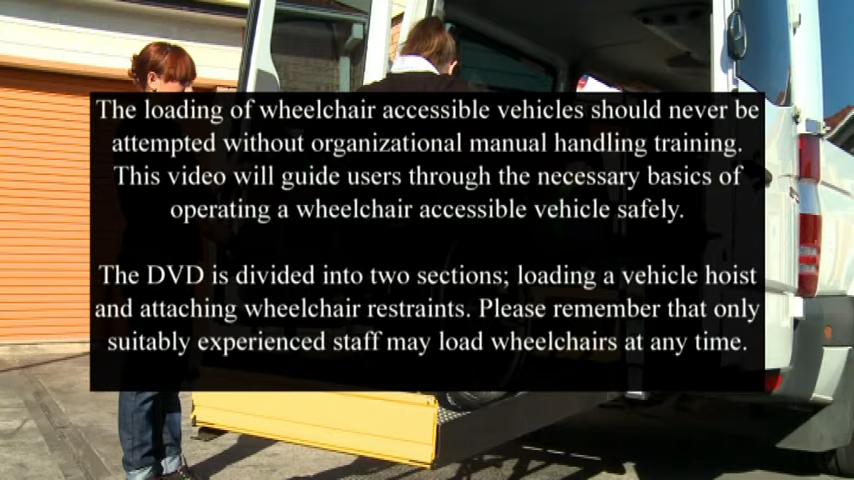 The loading of wheelchair accessible vehicles should never be
attempted without organizational manual handling training.
This video will guide users through the necessary basics of
operating a wheelchair accessible vehicle safely.
The DVD is divided into two sections; loading a vehicle hoist
and attaching wheelchair restraints. Please remember that only
suitably experienced staff may load wheelchairs at any time.